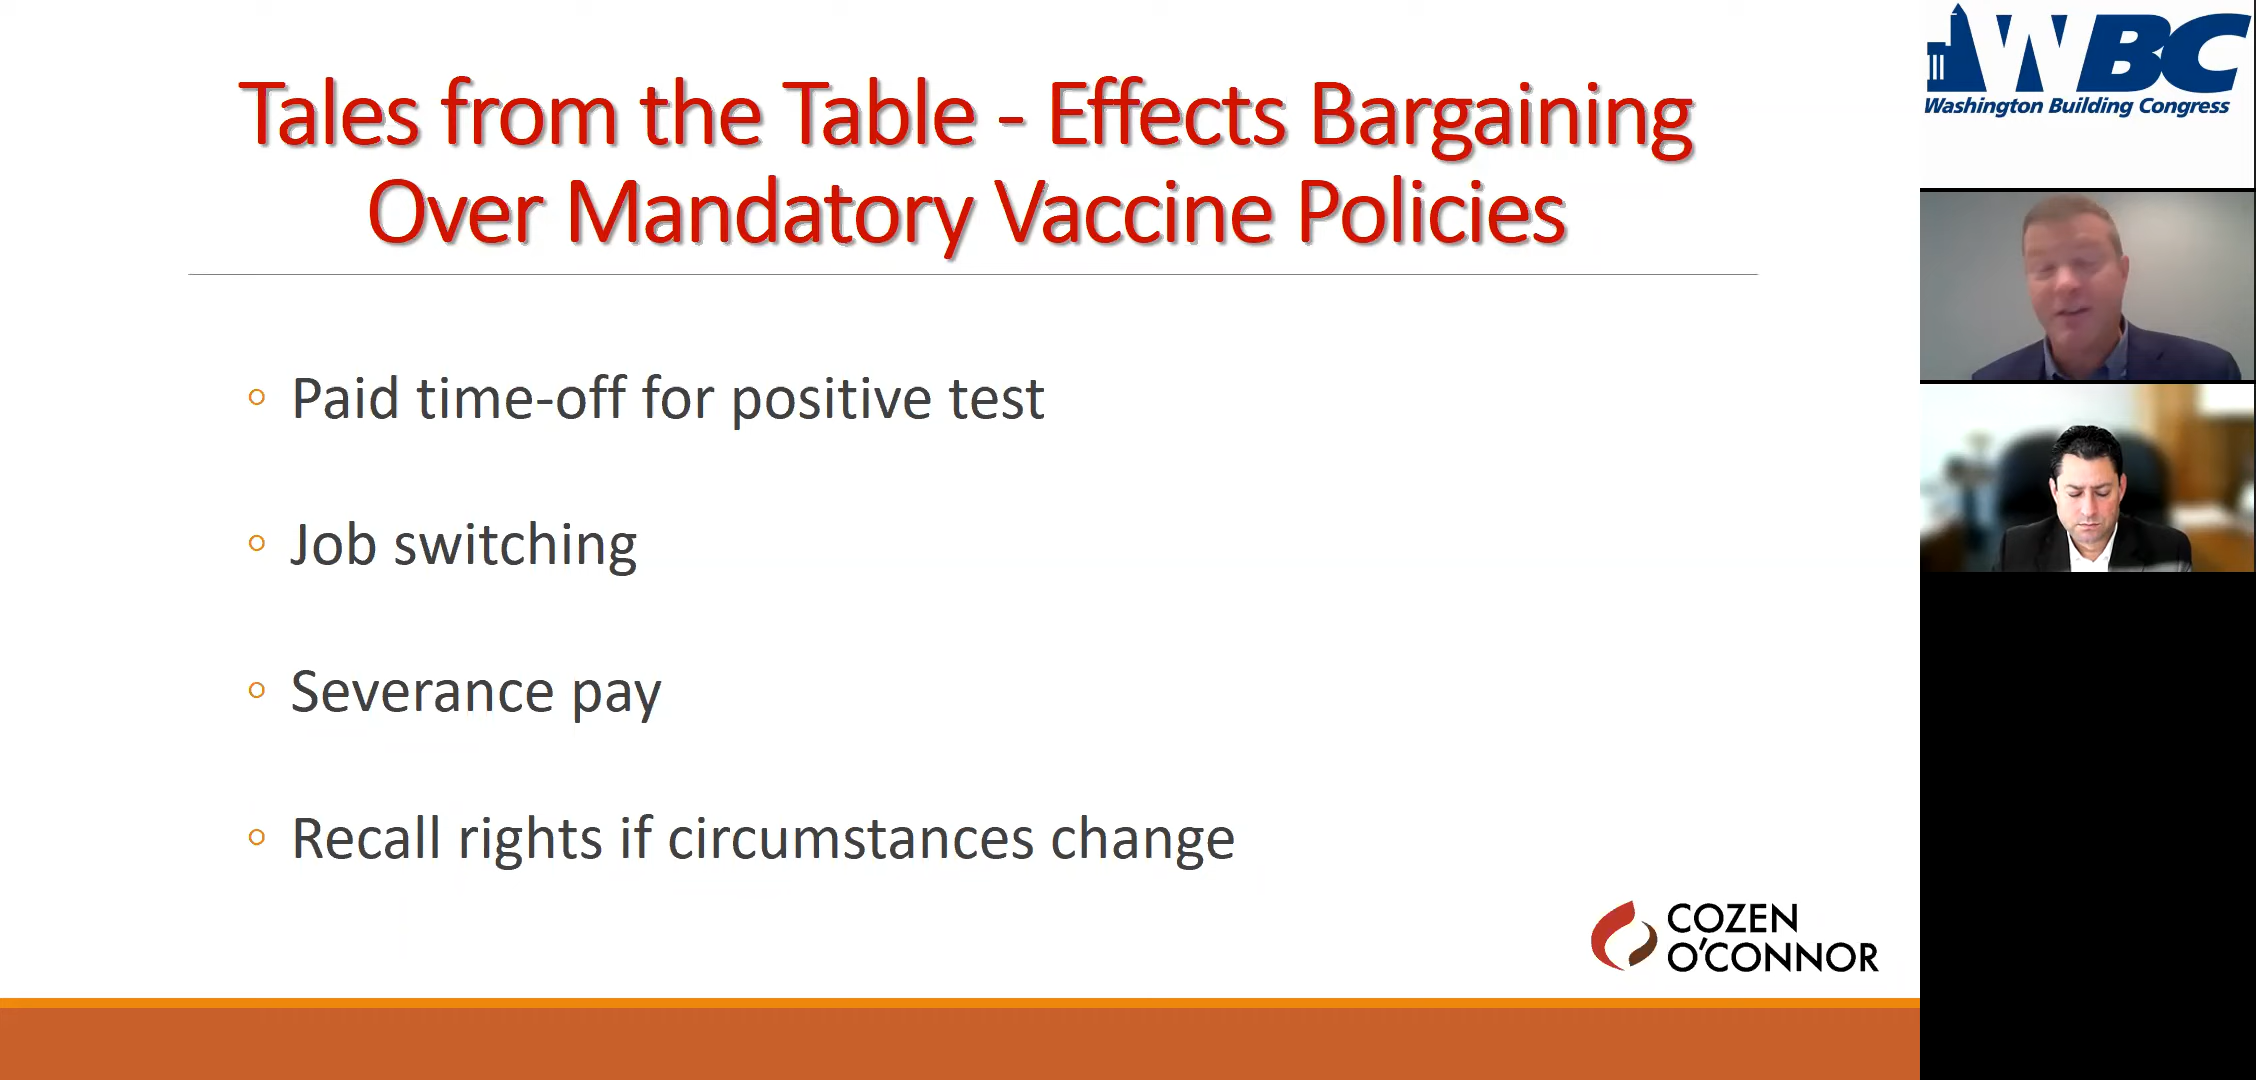 Tales from the Table - Effects Bargaining
Over Mandatory Vaccine Policies
Paid time-off for positive test
Job switching
Severance pay
Recall rights if circumstances change
COZEN
O'CONNOR
WBC
Washington Building Congress